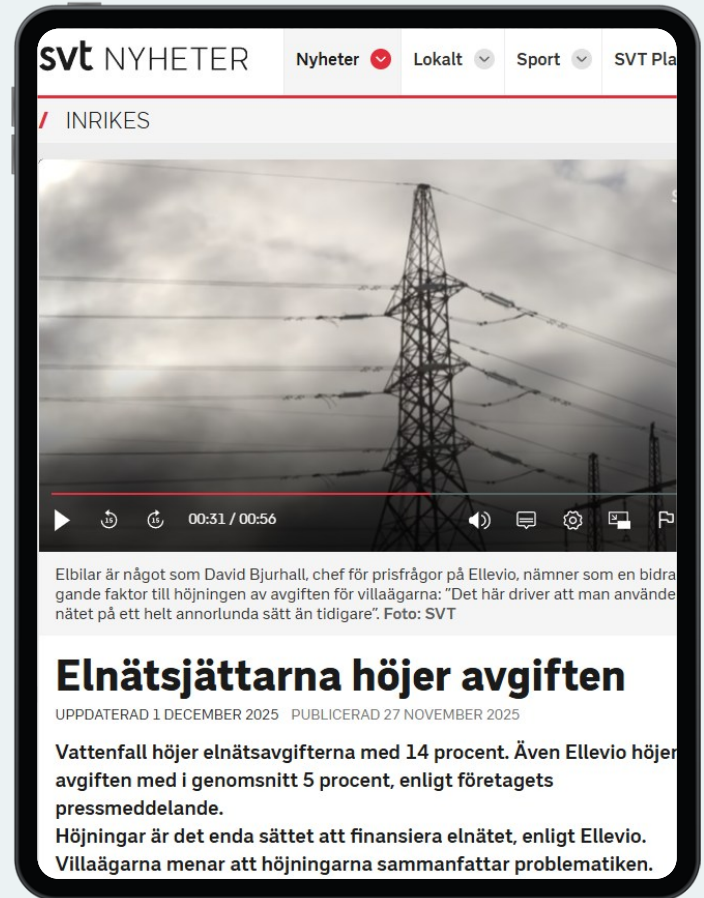 svt NYHETER
Nyheter
Lokalt
Sport
SVT
/ INRIKES
15
15
00:31 / 00:56
Elbilar är något som David Bjurhall, chef för prisfrågor på Ellevio, nämner som en bidra
gande faktor till höjningen av avgiften för villaägarna: ”Det här driver att man använde
nätet på ett helt annorlunda sätt än tidigare”. Foto: SVT
Elnätsjättarna höjer avgiften
UPPDATERAD 1 DECEMBER 2025 PUBLICERAD 27 NOVEMBER 2025
Vattenfall höjer elnätsavgifterna med 14 procent. Även Ellevio höjer
avgiften med i genomsnitt 5 procent, enligt företagets
pressmeddelande.
Höjningar är det enda sättet att finansiera elnätet, enligt Ellevio.
Villaägarna menar att höjningarna sammanfattar problematiken.